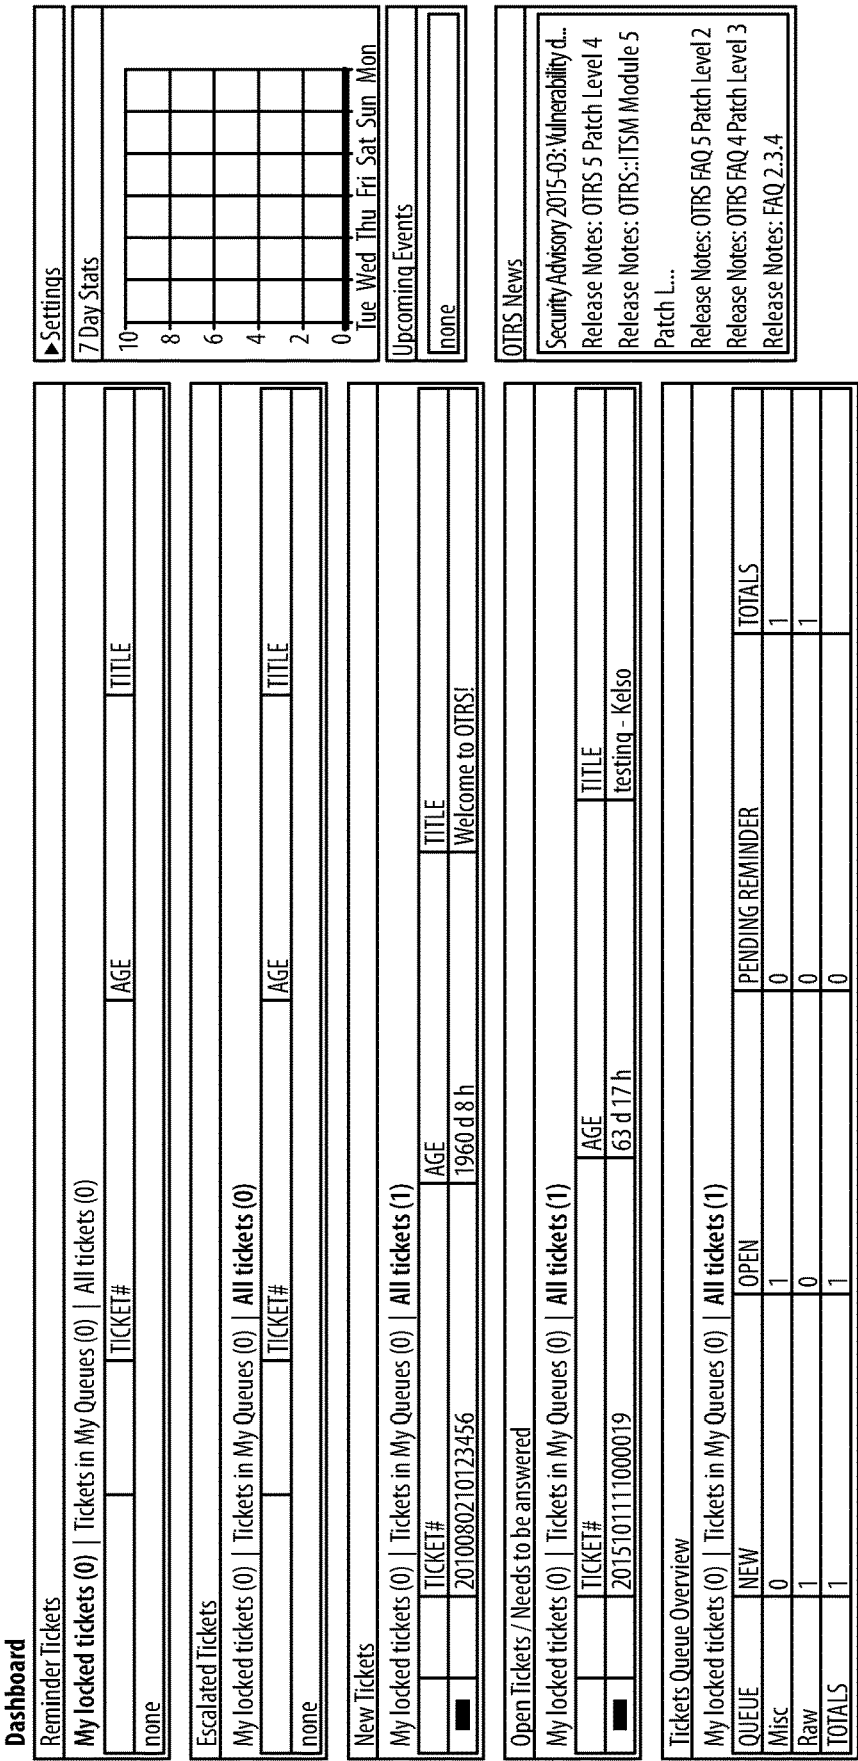 Dashboard
Reminder Tickets
My locked tickets (0) | Tickets in My Queues (0) | All tickets (0)
TICKET# AGE TITLE
none
Escalated Tickets
My locked tickets (0) | Tickets in My Queues (0) | All tickets (0)
TICKET# AGE TITLE
none
New Tickets
My locked tickets (0) | Tickets in My Queues (0) | All tickets (1)
TICKET# AGE TITLE
2010080210123456 1960 d 8 h Welcome to OTRS!
Open Tickets / Needs to be answered
My locked tickets (0) | Tickets in My Queues (0) | All tickets (1)
TICKET# AGE TITLE
2015101111000019 63 d 17 h testing - Kelso
Tickets Queue Overview
My locked tickets (0) | Tickets in My Queues (0) | All tickets (1)
QUEUE NEW OPEN PENDING REMINDER TOTALS
Misc 0 1 0 1
Raw 1 0 0 1
TOTALS 1 1 0
▶Settings
7 Day Stats
10
8
6
4
2
0
Tue Wed Thu Fri Sat Sun Mon
Upcoming Events
none
OTRS News
Security Advisory 2015-03: Vulnerability d...
Release Notes: OTRS 5 Patch Level 4
Release Notes: OTRS::ITSM Module 5
Patch L...
Release Notes: OTRS FAQ 5 Patch Level 2
Release Notes: OTRS FAQ 4 Patch Level 3
Release Notes: FAQ 2.3.4